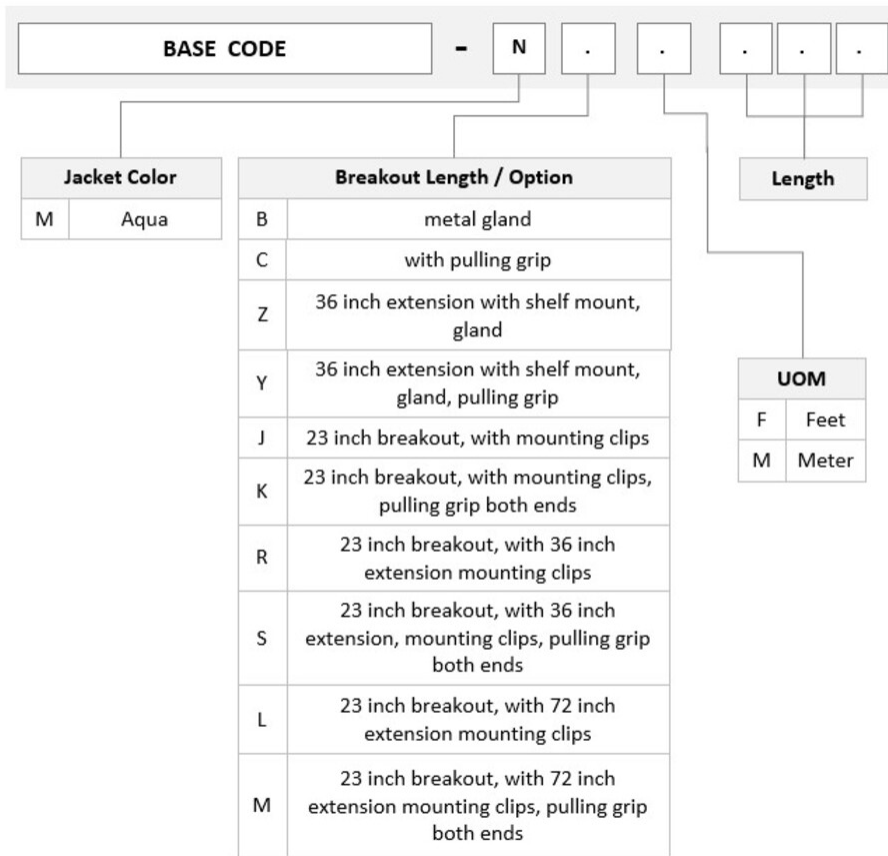 BASE CODE - N . . . . .
Jacket Color
M Aqua
Breakout Length / Option
B metal gland
C with pulling grip
Z 36 inch extension with shelf mount,
gland
Y 36 inch extension with shelf mount,
gland, pulling grip
J 23 inch breakout, with mounting clips
K 23 inch breakout, with mounting clips,
pulling grip both ends
R 23 inch breakout, with 36 inch
extension mounting clips
S 23 inch breakout, with 36 inch
extension, mounting clips, pulling grip
both ends
L 23 inch breakout, with 72 inch
extension mounting clips
M 23 inch breakout, with 72 inch
extension mounting clips, pulling grip
both ends
Length
UOM
F Feet
M Meter